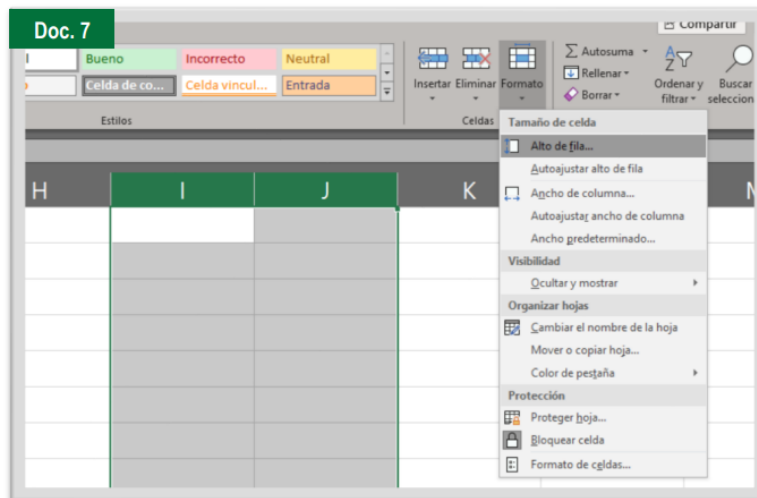 Doc. 7
Compartir
Bueno
Incorrecto
Neutral
Celda de co...
Celda vincul...
Entrada
Estilos
Insertar
Eliminar
Formato
Celdas
Autosuma
Rellenar
Borrar
Ordenar y
filtrar
Buscar
seleccion
Tamaño de celda
Alto de fila...
Autoajustar alto de fila
Ancho de columna...
Autoajustar ancho de columna
Ancho predeterminado...
Visibilidad
Ocultar y mostrar
Organizar hojas
Cambiar el nombre de la hoja
Mover o copiar hoja...
Color de pestaña
Protección
Proteger hoja...
Bloquear celda
Formato de celdas...
H
I
J
K